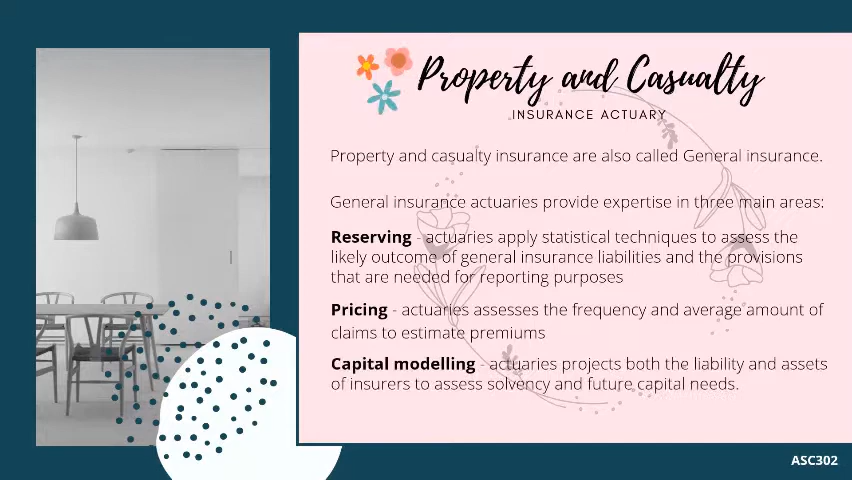 Property and Casualty
INSURANCE ACTUARY
Property and casualty insurance are also called General insurance.
General insurance actuaries provide expertise in three main areas:
Reserving - actuaries apply statistical techniques to assess the
likely outcome of general insurance liabilities and the provisions
that are needed for reporting purposes
Pricing - actuaries assesses the frequency and average amount of
claims to estimate premiums
Capital modelling - actuaries projects both the liability and assets
of insurers to assess solvency and future capital needs.
ASC302